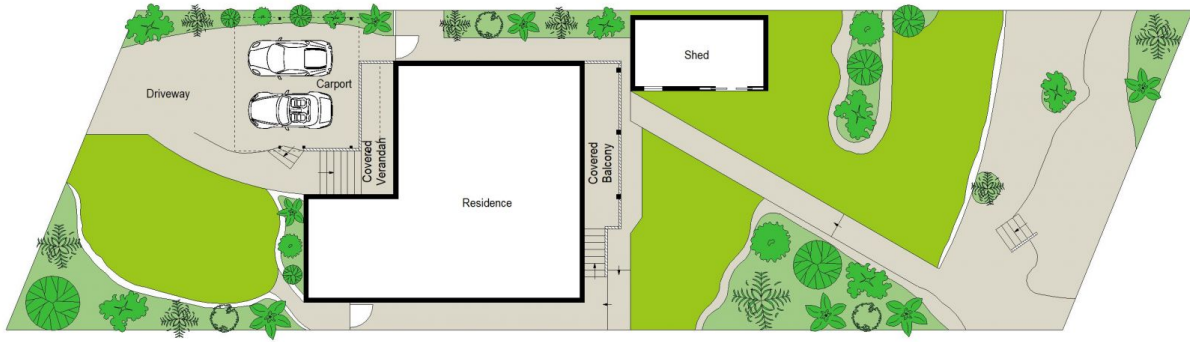 Shed
Carport
Driveway
Covered
Verandah
Covered
Balcony
Residence